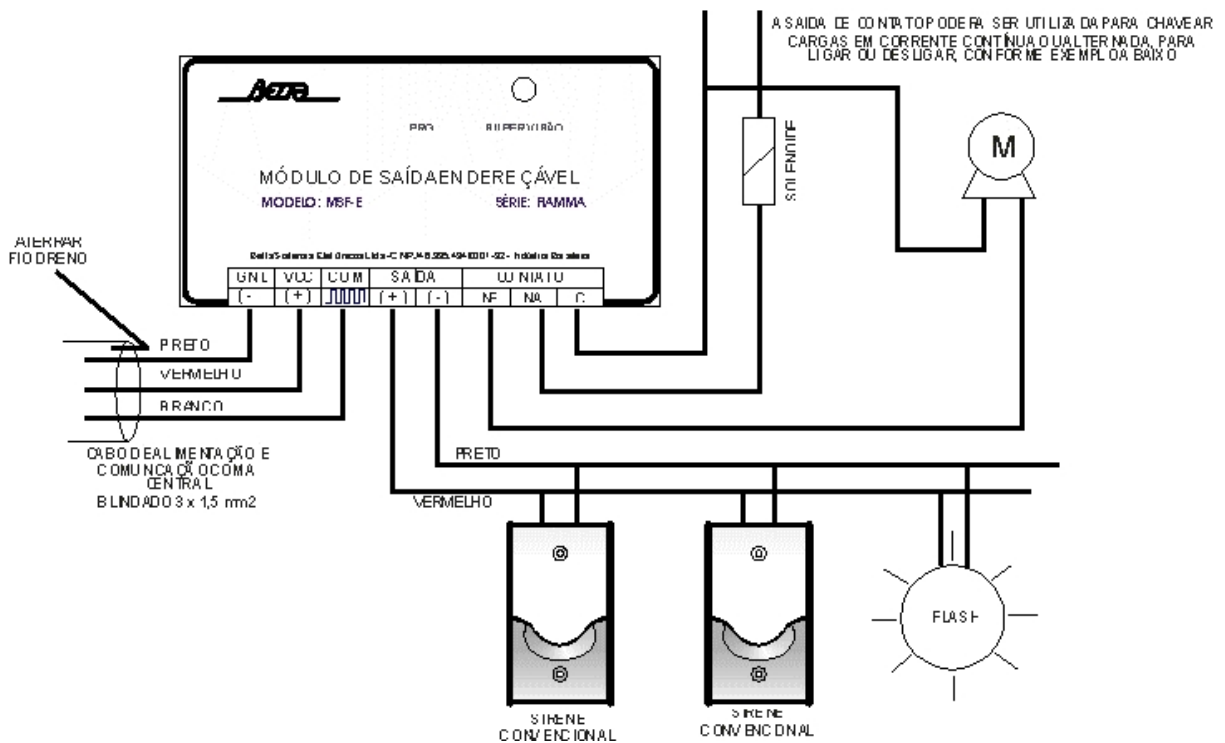 A SAIDA DE CONTATO PODERA SER UTILIZADA PARA CHAVEAR
CARGAS EM CORRENTE CONTÍNUA OU ALTERNADA, PARA
LIGAR OU DESLIGAR, CONFORME EXEMPLO ABAIXO
SUPERVISÃO
SOLENOIDE
M
MÓDULO DE SAÍDA ENDEREÇÁVEL
MODELO: MSF-E
SÉRIE: RAMMA
ATERRAR
FIO DRENO
VCC COM SAÍDA CONTATO
(-) (+) (+) (-) NF NA C
PRETO
VERMELHO
BRANCO
CABO DE ALIMENTAÇÃO E
COMUNCAÇÃO COM A
CENTRAL
BLINDADO 3 x 1,5 mm2
PRETO
VERMELHO
FLASH
SIRENE
CONVENCIONAL
SIRENE
CONVENCIONAL